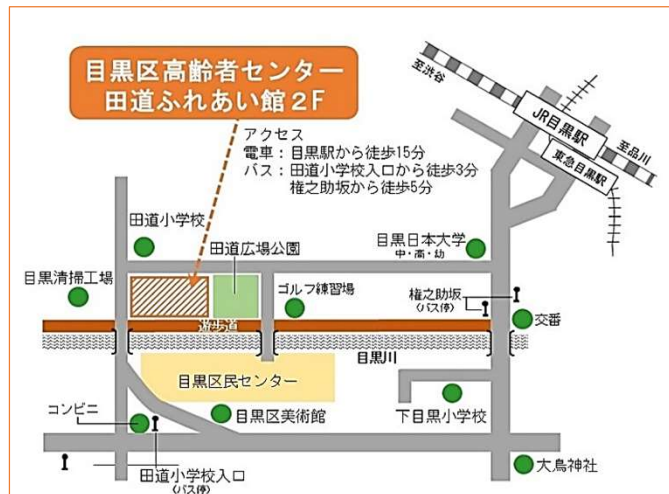 目黒区高齢者センター
田道ふれあい館２F
アクセス
電車：目黒駅から徒歩15分
バス：田道小学校入口から徒歩3分
権之助坂から徒歩5分
至渋谷
JR目黒駅
至品川
東急目黒駅
田道小学校
田道広場公園
目黒日本大学
中・高・幼
目黒清掃工場
ゴルフ練習場
権之助坂
〈バス停〉
交番
遊歩道
目黒川
目黒区民センター
コンビニ
目黒区美術館
下目黒小学校
田道小学校入口
〈バス停〉
大鳥神社